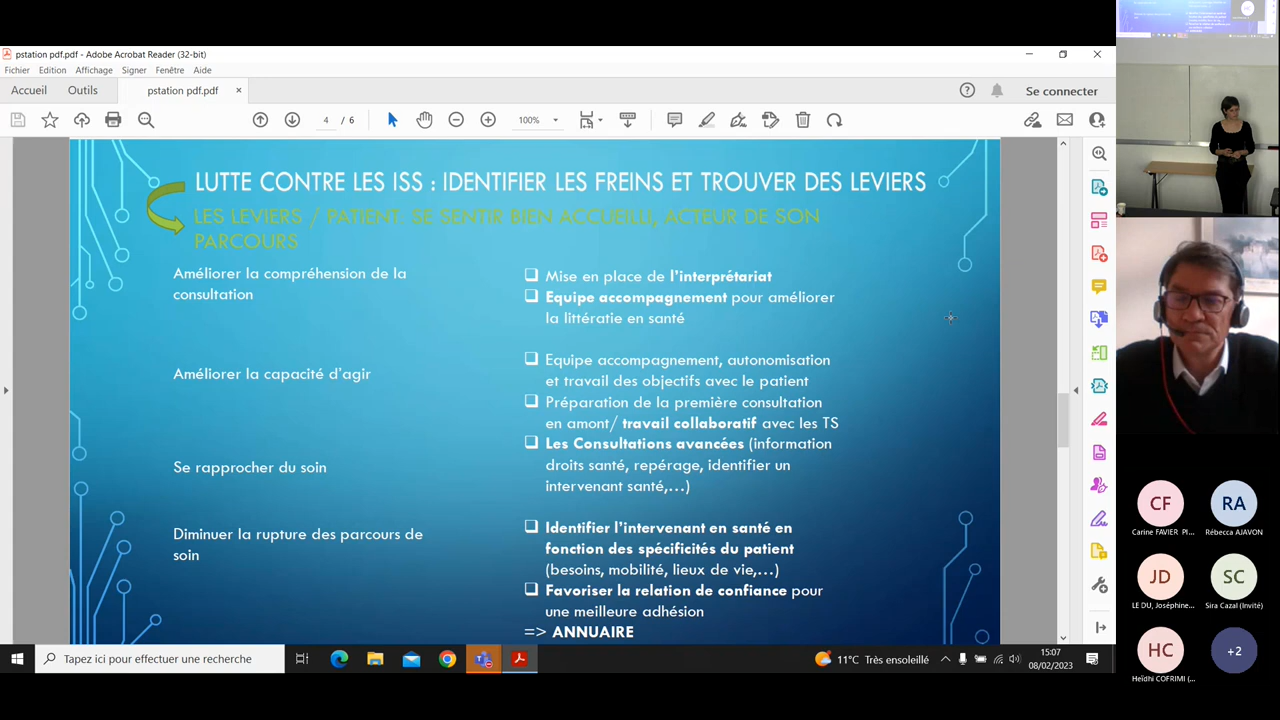 pstation pdf.pdf - Adobe Acrobat Reader (32-bit)
Fichier Edition Affichage Signer Fenêtre Aide
Accueil Outils pstation pdf.pdf × Se connecter
4 / 6 100%
LUTTE CONTRE LES ISS : IDENTIFIER LES FREINS ET TROUVER DES LEVIERS
LES LEVIERS / PATIENT: SE SENTIR BIEN ACCUEILLI, ACTEUR DE SON
PARCOURS
Améliorer la compréhension de la
consultation
Mise en place de l'interprétariat
Equipe accompagnement pour améliorer
la littératie en santé
Améliorer la capacité d'agir
Equipe accompagnement, autonomisation
et travail des objectifs avec le patient
Préparation de la première consultation
en amont/ travail collaboratif avec les TS
Se rapprocher du soin
Les Consultations avancées (information
droits santé, repérage, identifier un
intervenant santé,...)
Diminuer la rupture des parcours de
soin
Identifier l'intervenant en santé en
fonction des spécificités du patient
(besoins, mobilité, lieux de vie,...)
Favoriser la relation de confiance pour
une meilleure adhésion
=> ANNUAIRE
Tapez ici pour effectuer une recherche
11°C Très ensoleillé
15:07
08/02/2023
HC
CF
Carine FAVIER PI...
RA
Rébecca AJAVON
JD
LE DU, Joséphine...
SC
Sira Cazal (Invité)
HC
Heïdhi COFRIMI (...
+2